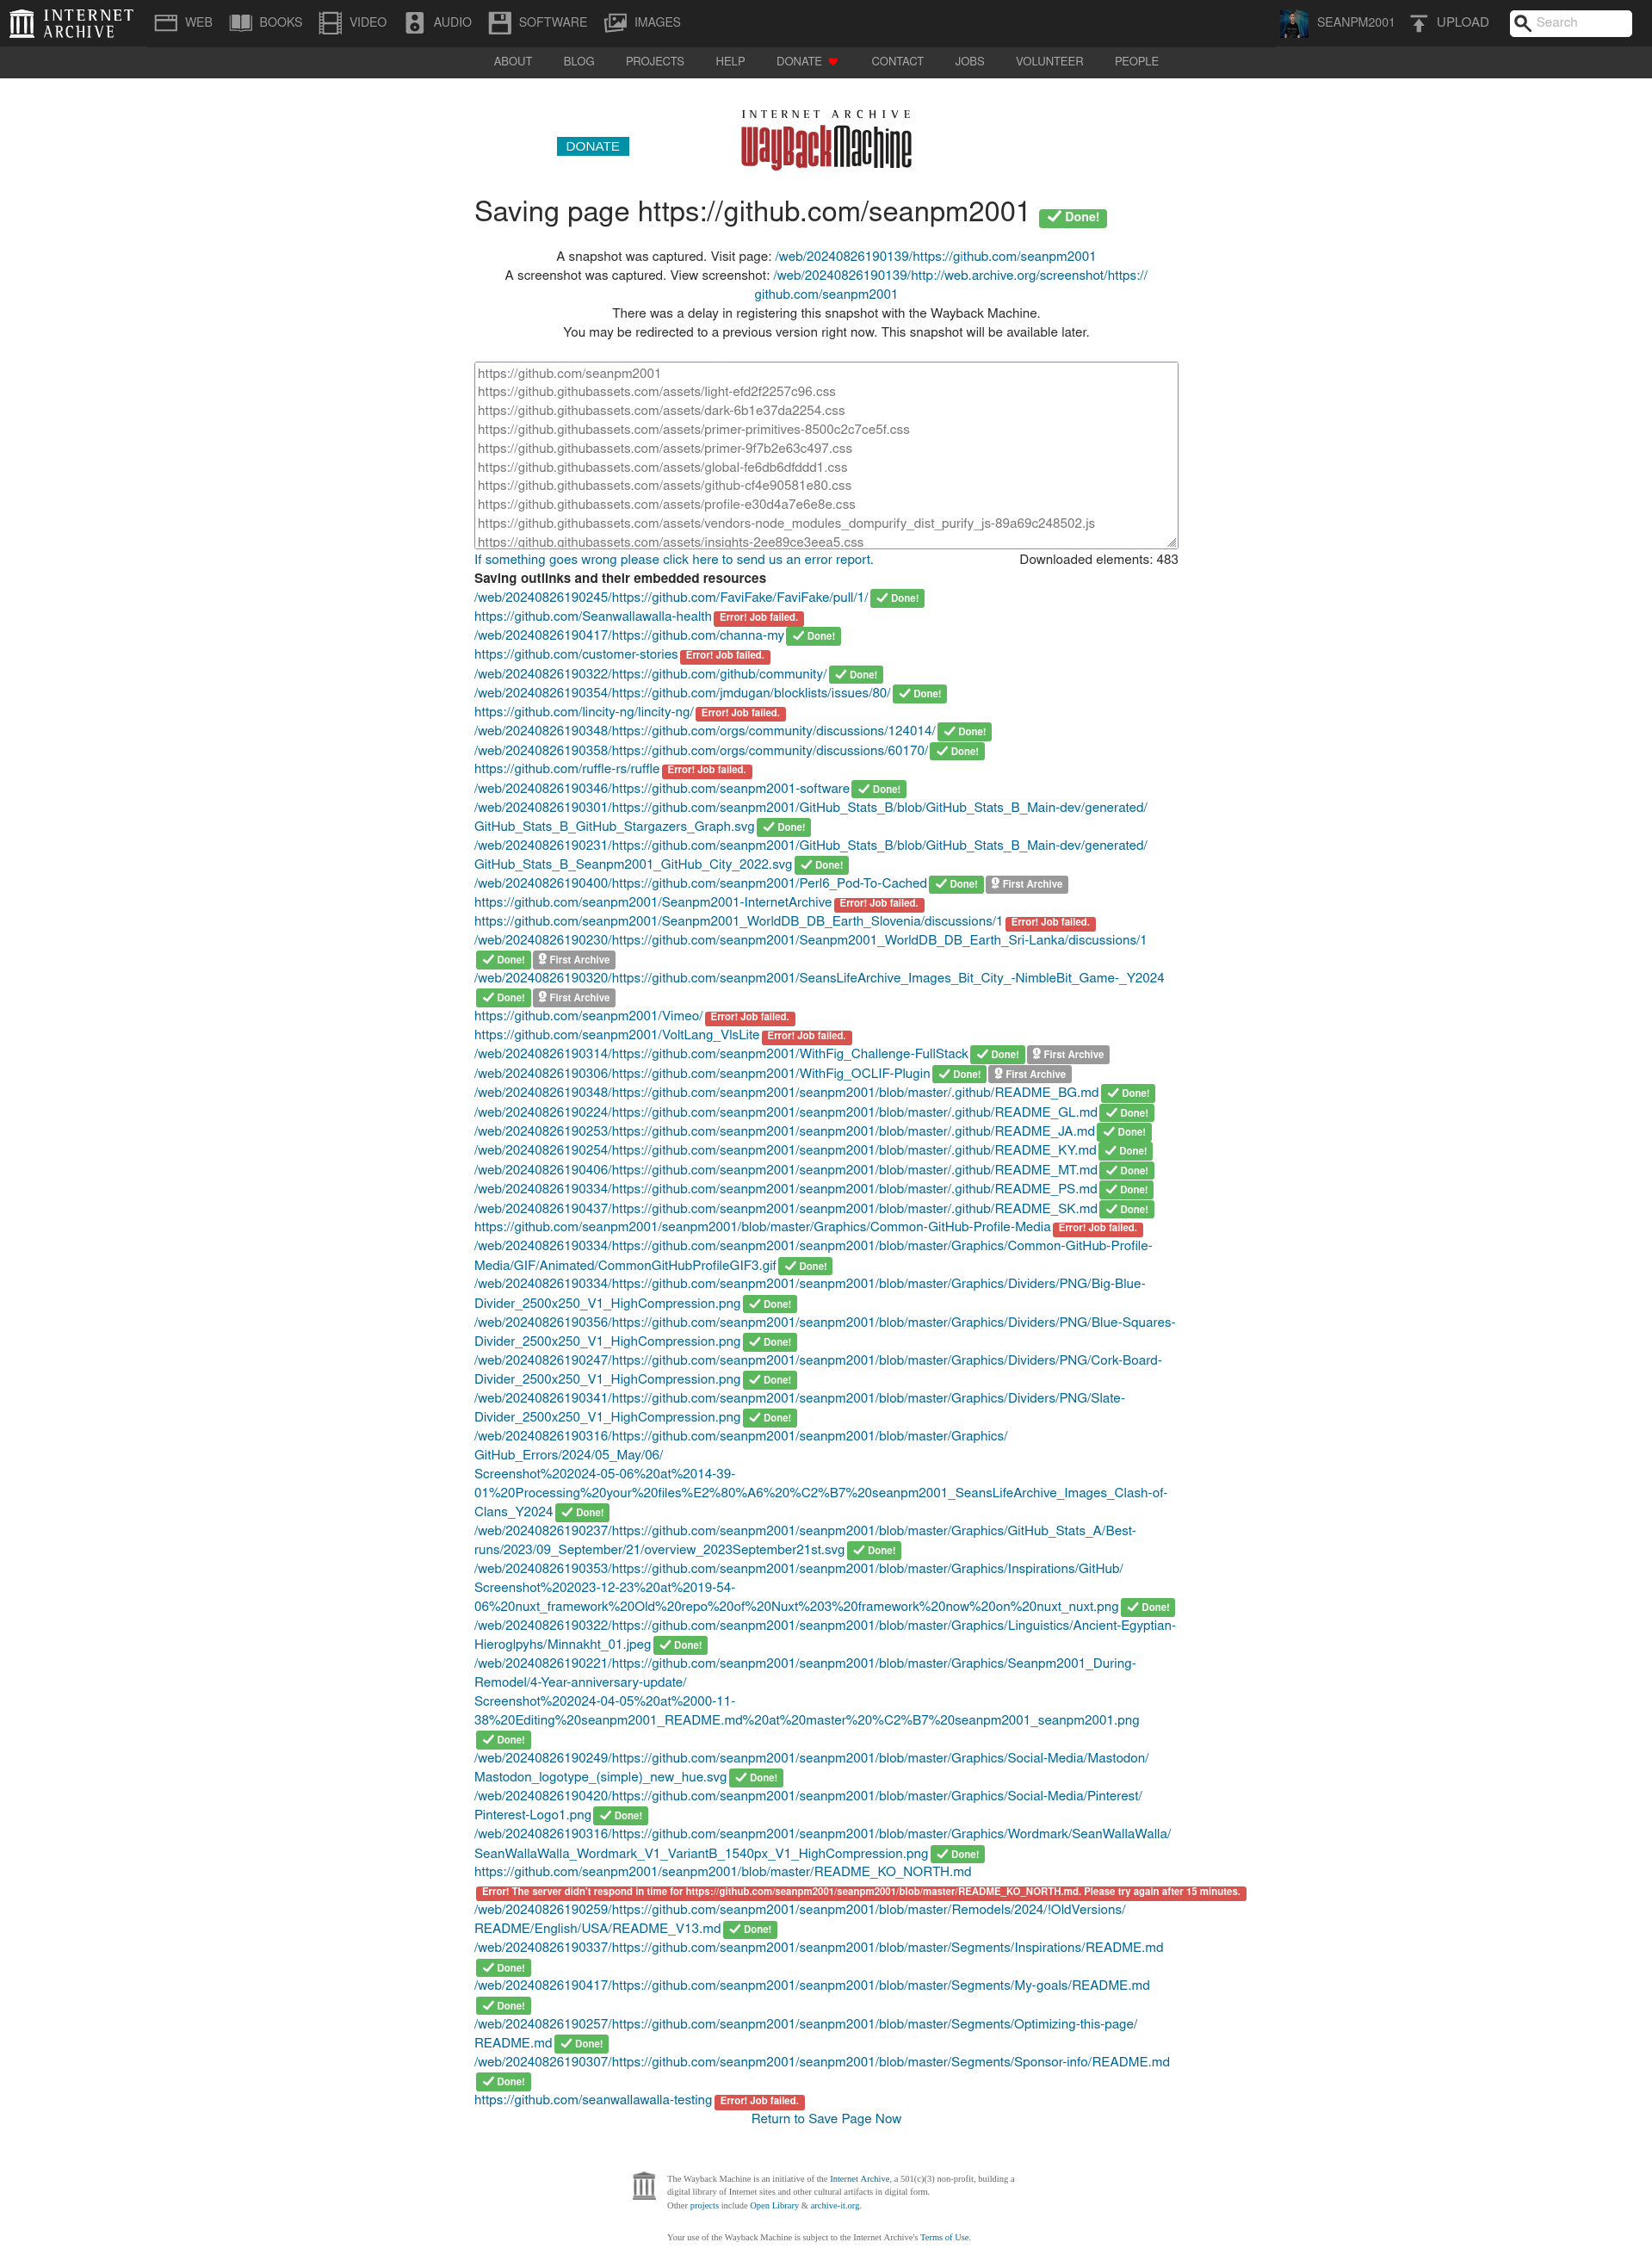 INTERNET ARCHIVE
WEB BOOKS VIDEO AUDIO SOFTWARE IMAGES SEANPM2001 UPLOAD Search
ABOUT BLOG PROJECTS HELP DONATE CONTACT JOBS VOLUNTEER PEOPLE
INTERNET ARCHIVE
WayBackMachine
DONATE
Saving page https://github.com/seanpm2001 Done!
A snapshot was captured. Visit page: /web/20240826190139/https://github.com/seanpm2001
A screenshot was captured. View screenshot: /web/20240826190139/http://web.archive.org/screenshot/https://
github.com/seanpm2001
There was a delay in registering this snapshot with the Wayback Machine.
You may be redirected to a previous version right now. This snapshot will be available later.
https://github.com/seanpm2001
https://github.githubassets.com/assets/light-efd2f2257c96.css
https://github.githubassets.com/assets/dark-6b1e37da2254.css
https://github.githubassets.com/assets/primer-primitives-8500c2c7ce5f.css
https://github.githubassets.com/assets/primer-9f7b2e63c497.css
https://github.githubassets.com/assets/global-fe6db6dfddd1.css
https://github.githubassets.com/assets/github-cf4e90581e80.css
https://github.githubassets.com/assets/profile-e30d4a7e6e8e.css
https://github.githubassets.com/assets/vendors-node_modules_dompurify_dist_purify_js-89a69c248502.js
https://github.githubassets.com/assets/insights-2ee89ce3eea5.css
If something goes wrong please click here to send us an error report. Downloaded elements: 483
Saving outlinks and their embedded resources
/web/20240826190245/https://github.com/FaviFake/FaviFake/pull/1/ Done!
https://github.com/Seanwallawalla-health Error! Job failed.
/web/20240826190417/https://github.com/channa-my Done!
https://github.com/customer-stories Error! Job failed.
/web/20240826190322/https://github.com/github/community/ Done!
/web/20240826190354/https://github.com/jmdugan/blocklists/issues/80/ Done!
https://github.com/lincity-ng/lincity-ng/ Error! Job failed.
/web/20240826190348/https://github.com/orgs/community/discussions/124014/ Done!
/web/20240826190358/https://github.com/orgs/community/discussions/60170/ Done!
https://github.com/ruffle-rs/ruffle Error! Job failed.
/web/20240826190346/https://github.com/seanpm2001-software Done!
/web/20240826190301/https://github.com/seanpm2001/GitHub_Stats_B/blob/GitHub_Stats_B_Main-dev/generated/
GitHub_Stats_B_GitHub_Stargazers_Graph.svg Done!
/web/20240826190231/https://github.com/seanpm2001/GitHub_Stats_B/blob/GitHub_Stats_B_Main-dev/generated/
GitHub_Stats_B_Seanpm2001_GitHub_City_2022.svg Done!
/web/20240826190400/https://github.com/seanpm2001/Perl6_Pod-To-Cached Done! First Archive
https://github.com/seanpm2001/Seanpm2001-InternetArchive Error! Job failed.
https://github.com/seanpm2001/Seanpm2001_WorldDB_DB_Earth_Slovenia/discussions/1 Error! Job failed.
/web/20240826190230/https://github.com/seanpm2001/Seanpm2001_WorldDB_DB_Earth_Sri-Lanka/discussions/1
Done! First Archive
/web/20240826190320/https://github.com/seanpm2001/SeansLifeArchive_Images_Bit_City_-NimbleBit_Game-_Y2024
Done! First Archive
https://github.com/seanpm2001/Vimeo/ Error! Job failed.
https://github.com/seanpm2001/VoltLang_VlsLite Error! Job failed.
/web/20240826190314/https://github.com/seanpm2001/WithFig_Challenge-FullStack Done! First Archive
/web/20240826190306/https://github.com/seanpm2001/WithFig_OCLIF-Plugin Done! First Archive
/web/20240826190348/https://github.com/seanpm2001/seanpm2001/blob/master/.github/README_BG.md Done!
/web/20240826190224/https://github.com/seanpm2001/seanpm2001/blob/master/.github/README_GL.md Done!
/web/20240826190253/https://github.com/seanpm2001/seanpm2001/blob/master/.github/README_JA.md Done!
/web/20240826190254/https://github.com/seanpm2001/seanpm2001/blob/master/.github/README_KY.md Done!
/web/20240826190406/https://github.com/seanpm2001/seanpm2001/blob/master/.github/README_MT.md Done!
/web/20240826190334/https://github.com/seanpm2001/seanpm2001/blob/master/.github/README_PS.md Done!
/web/20240826190437/https://github.com/seanpm2001/seanpm2001/blob/master/.github/README_SK.md Done!
https://github.com/seanpm2001/seanpm2001/blob/master/Graphics/Common-GitHub-Profile-Media Error! Job failed.
/web/20240826190334/https://github.com/seanpm2001/seanpm2001/blob/master/Graphics/Common-GitHub-Profile-
Media/GIF/Animated/CommonGitHubProfileGIF3.gif Done!
/web/20240826190334/https://github.com/seanpm2001/seanpm2001/blob/master/Graphics/Dividers/PNG/Big-Blue-
Divider_2500x250_V1_HighCompression.png Done!
/web/20240826190356/https://github.com/seanpm2001/seanpm2001/blob/master/Graphics/Dividers/PNG/Blue-Squares-
Divider_2500x250_V1_HighCompression.png Done!
/web/20240826190247/https://github.com/seanpm2001/seanpm2001/blob/master/Graphics/Dividers/PNG/Cork-Board-
Divider_2500x250_V1_HighCompression.png Done!
/web/20240826190341/https://github.com/seanpm2001/seanpm2001/blob/master/Graphics/Dividers/PNG/Slate-
Divider_2500x250_V1_HighCompression.png Done!
/web/20240826190316/https://github.com/seanpm2001/seanpm2001/blob/master/Graphics/
GitHub_Errors/2024/05_May/06/
Screenshot%202024-05-06%20at%2014-39-
01%20Processing%20your%20files%E2%80%A6%20%C2%B7%20seanpm2001_SeansLifeArchive_Images_Clash-of-
Clans_Y2024 Done!
/web/20240826190237/https://github.com/seanpm2001/seanpm2001/blob/master/Graphics/GitHub_Stats_A/Best-
runs/2023/09_September/21/overview_2023September21st.svg Done!
/web/20240826190353/https://github.com/seanpm2001/seanpm2001/blob/master/Graphics/Inspirations/GitHub/
Screenshot%202023-12-23%20at%2019-54-
06%20nuxt_framework%20Old%20repo%20of%20Nuxt%203%20framework%20now%20on%20nuxt_nuxt.png Done!
/web/20240826190322/https://github.com/seanpm2001/seanpm2001/blob/master/Graphics/Linguistics/Ancient-Egyptian-
Hieroglpyhs/Minnakht_01.jpeg Done!
/web/20240826190221/https://github.com/seanpm2001/seanpm2001/blob/master/Graphics/Seanpm2001_During-
Remodel/4-Year-anniversary-update/
Screenshot%202024-04-05%20at%2000-11-
38%20Editing%20seanpm2001_README.md%20at%20master%20%C2%B7%20seanpm2001_seanpm2001.png
Done!
/web/20240826190249/https://github.com/seanpm2001/seanpm2001/blob/master/Graphics/Social-Media/Mastodon/
Mastodon_logotype_(simple)_new_hue.svg Done!
/web/20240826190420/https://github.com/seanpm2001/seanpm2001/blob/master/Graphics/Social-Media/Pinterest/
Pinterest-Logo1.png Done!
/web/20240826190316/https://github.com/seanpm2001/seanpm2001/blob/master/Graphics/Wordmark/SeanWallaWalla/
SeanWallaWalla_Wordmark_V1_VariantB_1540px_V1_HighCompression.png Done!
https://github.com/seanpm2001/seanpm2001/blob/master/README_KO_NORTH.md
Error! The server didn't respond in time for https://github.com/seanpm2001/seanpm2001/blob/master/README_KO_NORTH.md. Please try again after 15 minutes.
/web/20240826190259/https://github.com/seanpm2001/seanpm2001/blob/master/Remodels/2024/!OldVersions/
README/English/USA/README_V13.md Done!
/web/20240826190337/https://github.com/seanpm2001/seanpm2001/blob/master/Segments/Inspirations/README.md
Done!
/web/20240826190417/https://github.com/seanpm2001/seanpm2001/blob/master/Segments/My-goals/README.md
Done!
/web/20240826190257/https://github.com/seanpm2001/seanpm2001/blob/master/Segments/Optimizing-this-page/
README.md Done!
/web/20240826190307/https://github.com/seanpm2001/seanpm2001/blob/master/Segments/Sponsor-info/README.md
Done!
https://github.com/seanwallawalla-testing Error! Job failed.
Return to Save Page Now
The Wayback Machine is an initiative of the Internet Archive, a 501(c)(3) non-profit, building a
digital library of Internet sites and other cultural artifacts in digital form.
Other projects include Open Library & archive-it.org.
Your use of the Wayback Machine is subject to the Internet Archive's Terms of Use.